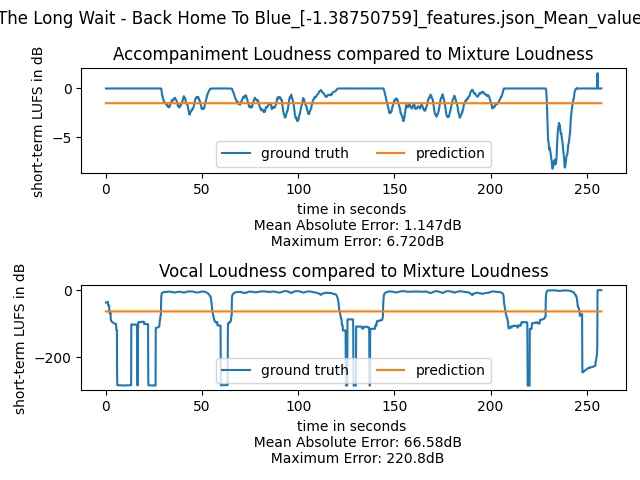 The Long Wait - Back Home To Blue_[-1.38750759]_features.json_Mean_value
Accompaniment Loudness compared to Mixture Loudness
short-term LUFS in dB
0
−5
ground truth
prediction
0 50 100 150 200 250
time in seconds
Mean Absolute Error: 1.147dB
Maximum Error: 6.720dB
Vocal Loudness compared to Mixture Loudness
short-term LUFS in dB
0
−200
ground truth
prediction
0 50 100 150 200 250
time in seconds
Mean Absolute Error: 66.58dB
Maximum Error: 220.8dB